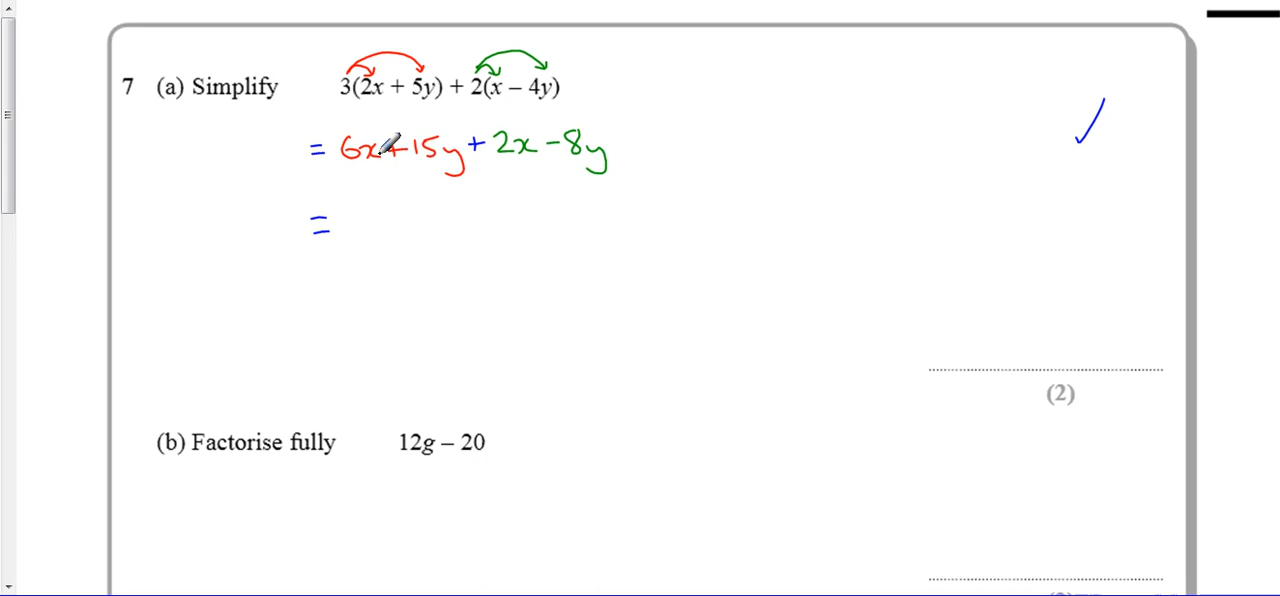 7 (a) Simplify 3(2x + 5y) + 2(x – 4y)
= 6x+15y + 2x -8y
=
(2)
(b) Factorise fully 12g – 20